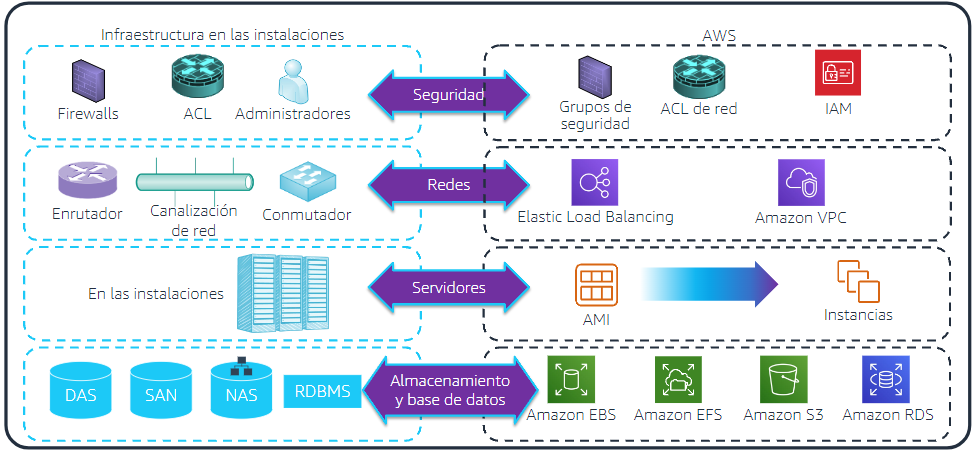 Infraestructura en las instalaciones
AWS
Firewalls
ACL
Administradores
Seguridad
Grupos de
seguridad
ACL de red
IAM
Enrutador
Canalización
de red
Conmutador
Redes
Elastic Load Balancing
Amazon VPC
En las instalaciones
Servidores
AMI
Instancias
DAS
SAN
NAS
RDBMS
Almacenamiento
y base de datos
Amazon EBS
Amazon EFS
Amazon S3
Amazon RDS